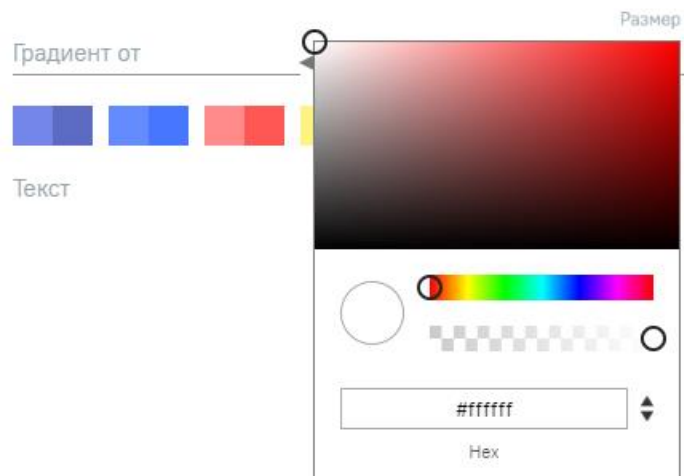 Размер
Градиент от
Текст
#ffffff
Hex